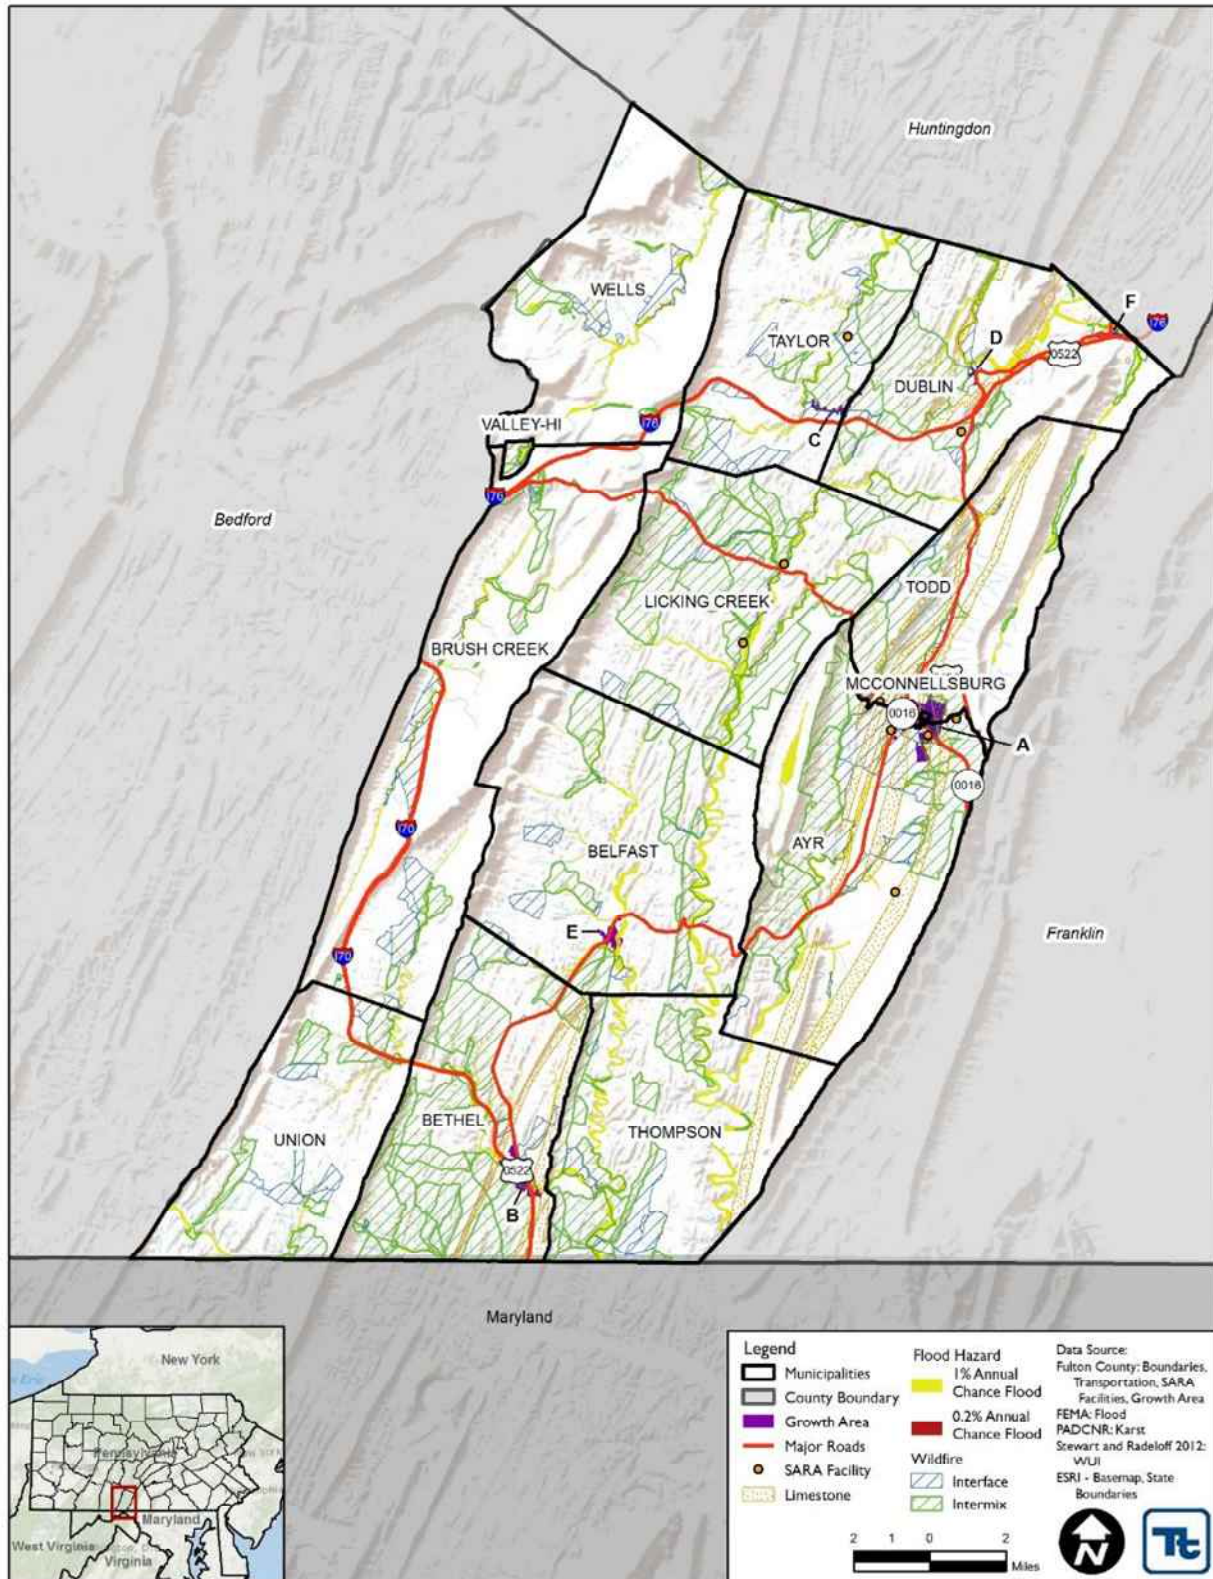 Huntingdon
WELLS
TAYLOR
F
176
0522
D
DUBLIN
VALLEY-HI
176
C
176
Bedford
TODD
LICKING CREEK
BRUSH CREEK
MCCONNELLSBURG
0016
A
0016
170
BELFAST
AYR
E
Franklin
170
BETHEL
UNION
THOMPSON
0522
B
Maryland
New York
Pennsylvania
Maryland
West Virginia
Virginia
Legend
Municipalities
County Boundary
Growth Area
Major Roads
SARA Facility
Limestone
Flood Hazard
1% Annual
Chance Flood
0.2% Annual
Chance Flood
Wildfire
Interface
Intermix
2 1 0 2
Miles
Data Source:
Fulton County: Boundaries,
Transportation, SARA
Facilities, Growth Area
FEMA: Flood
PADCNR: Karst
Stewart and Radeloff 2012:
WUI
ESRI - Basemap, State
Boundaries
N
Tt